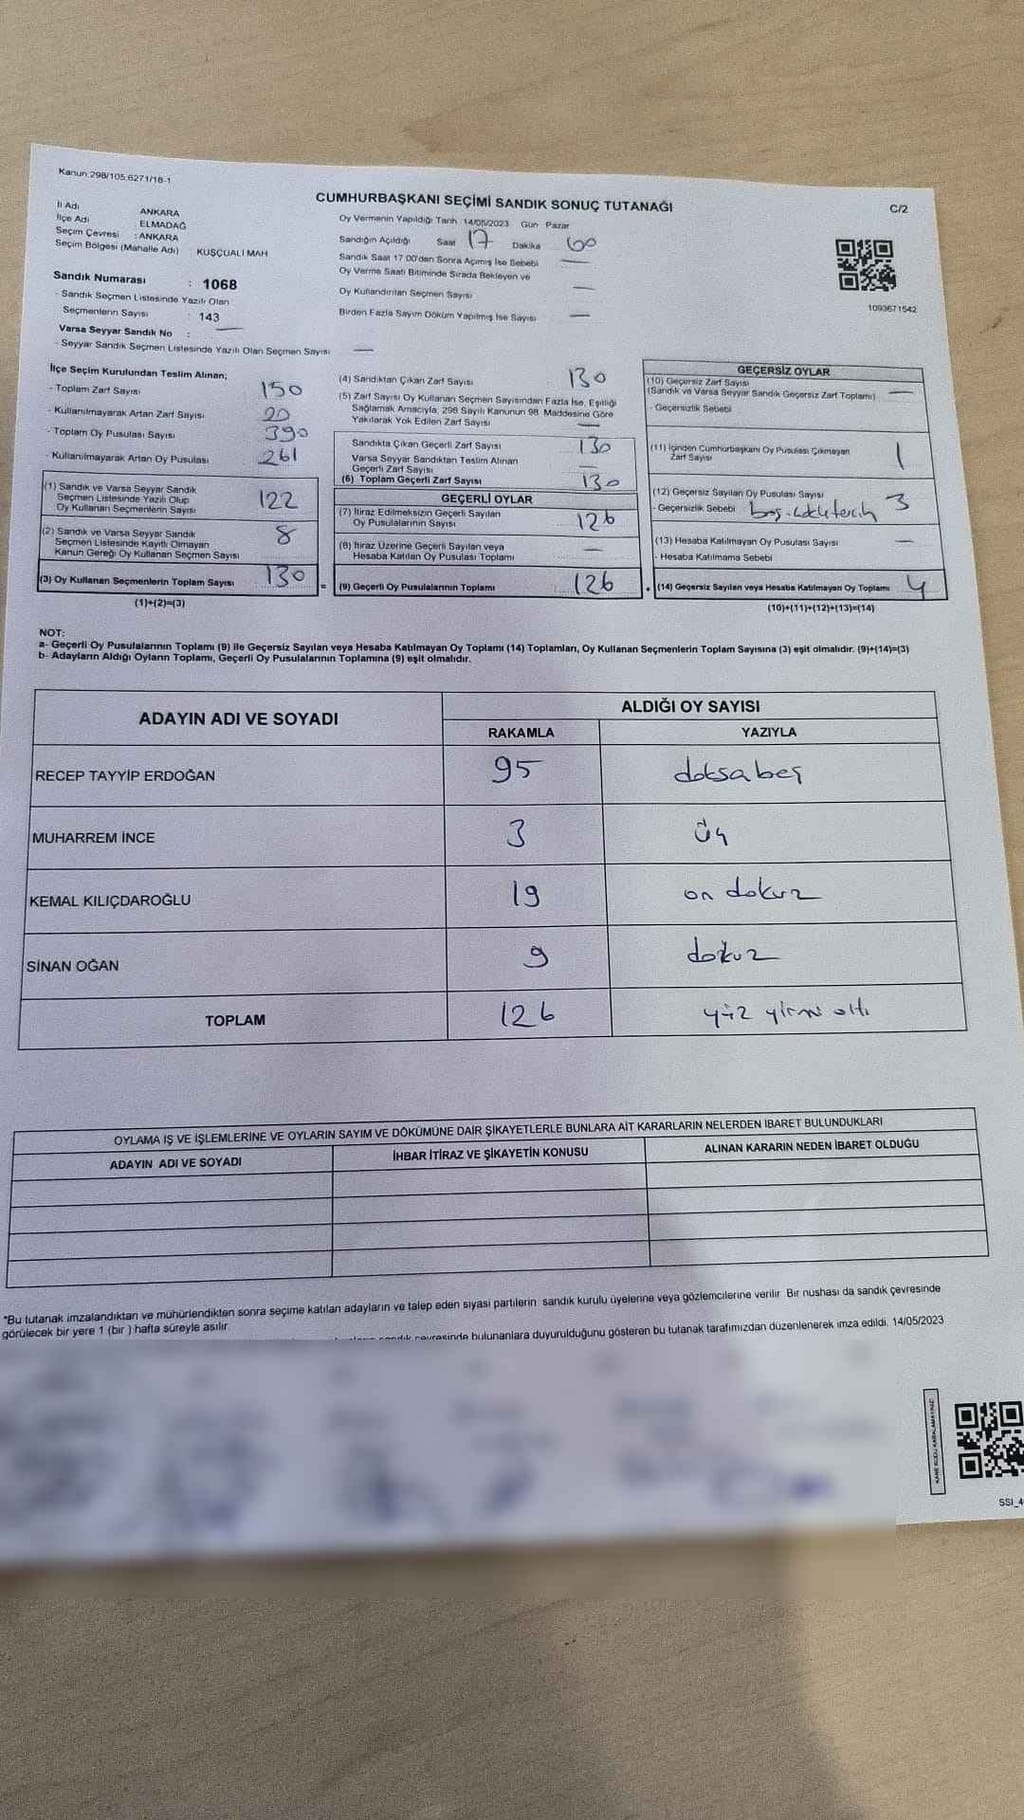 Kanun:298/105.6271/18-1
CUMHURBAŞKANI SEÇİMİ SANDIK SONUÇ TUTANAĞI
C/2
İl Adı ANKARA
İlçe Adı : ELMADAĞ
Seçim Çevresi : ANKARA
Seçim Bölgesi (Mahalle Adı) KUŞÇUALİ MAH
Sandık Numarası : 1068
- Sandık Seçmen Listesinde Yazılı Olan
Seçmenlerin Sayısı : 143
Varsa Seyyar Sandık No : —
- Seyyar Sandık Seçmen Listesinde Yazılı Olan Seçmen Sayısı —
Oy Vermenin Yapıldığı Tarih 14/05/2023 Gün Pazar
Sandığın Açıldığı Saat 17 Dakika 00
Sandık Saat 17.00'den Sonra Açımış İse Sebebi —
Oy Verme Saati Bitiminde Sırada Bekleyen ve
Oy Kullandırılan Seçmen Sayısı —
Birden Fazla Sayım Döküm Yapılmış İse Sayısı —
1093671542
İlçe Seçim Kurulundan Teslim Alınan;
- Toplam Zarf Sayısı 150
- Kullanılmayarak Artan Zarf Sayısı 20
- Toplam Oy Pusulası Sayısı 390
- Kullanılmayarak Artan Oy Pusulası 261
(1) Sandık ve Varsa Seyyar Sandık
Seçmen Listesinde Yazılı Olup
Oy Kullanan Seçmenlerin Sayısı 122
(2) Sandık ve Varsa Seyyar Sandık
Seçmen Listesinde Kayıtlı Olmayan
Kanun Gereği Oy Kullanan Seçmen Sayısı 8
(3) Oy Kullanan Seçmenlerin Toplam Sayısı 130 =
(1)+(2)=(3)
(4) Sandıktan Çıkan Zarf Sayısı 130
(5) Zarf Sayısı Oy Kullanan Seçmen Sayısından Fazla İse, Eşitliği
Sağlamak Amacıyla, 298 Sayılı Kanunun 98. Maddesine Göre
Yakılarak Yok Edilen Zarf Sayısı —
Sandıkta Çıkan Geçerli Zarf Sayısı 130
Varsa Seyyar Sandıktan Teslim Alınan
Geçerli Zarf Sayısı —
(6) Toplam Geçerli Zarf Sayısı 130
GEÇERLİ OYLAR
(7) İtiraz Edilmeksizin Geçerli Sayılan
Oy Pusulalarının Sayısı 126
(8) İtiraz Üzerine Geçerli Sayılan veya
Hesaba Katılan Oy Pusulası Toplamı —
(9) Geçerli Oy Pusulalarının Toplamı 126
GEÇERSİZ OYLAR
(10) Geçersiz Zarf Sayısı —
(Sandık ve Varsa Seyyar Sandık Geçersiz Zarf Toplamı)
- Geçersizlik Sebebi
(11) İçinden Cumhurbaşkanı Oy Pusulası Çıkmayan
Zarf Sayısı 1
(12) Geçersiz Sayılan Oy Pusulası Sayısı 3
- Geçersizlik Sebebi boş-çoklu tercih
(13) Hesaba Katılmayan Oy Pusulası Sayısı —
- Hesaba Katılmama Sebebi
(14) Geçersiz Sayılan veya Hesaba Katılmayan Oy Toplamı 4
(10)+(11)+(12)+(13)=(14)
NOT:
a- Geçerli Oy Pusulalarının Toplamı (9) ile Geçersiz Sayılan veya Hesaba Katılmayan Oy Toplamı (14) Toplamları, Oy Kullanan Seçmenlerin Toplam Sayısına (3) eşit olmalıdır. (9)+(14)=(3)
b- Adayların Aldığı Oyların Toplamı, Geçerli Oy Pusulalarının Toplamına (9) eşit olmalıdır.
ADAYIN ADI VE SOYADI
ALDIĞI OY SAYISI
RAKAMLA YAZIYLA
RECEP TAYYİP ERDOĞAN 95 doksabeş
MUHARREM İNCE 3 üç
KEMAL KILIÇDAROĞLU 19 on dokuz
SİNAN OĞAN 9 dokuz
TOPLAM 126 yüz yirmi altı
OYLAMA İŞ VE İŞLEMLERİNE VE OYLARIN SAYIM VE DÖKÜMÜNE DAİR ŞİKAYETLERLE BUNLARA AİT KARARLARIN NELERDEN İBARET BULUNDUKLARI
ADAYIN ADI VE SOYADI İHBAR İTİRAZ VE ŞİKAYETİN KONUSU ALINAN KARARIN NEDEN İBARET OLDUĞU
*Bu tutanak imzalandıktan ve mühürlendikten sonra seçime katılan adayların ve talep eden siyasi partilerin sandık kurulu üyelerine veya gözlemcilerine verilir. Bir nüshası da sandık çevresinde
görülecek bir yere 1 (bir ) hafta süreyle asılır.
sandık çevresinde bulunanlara duyurulduğunu gösteren bu tutanak tarafımızdan düzenlenerek imza edildi. 14/05/2023
SSI_4